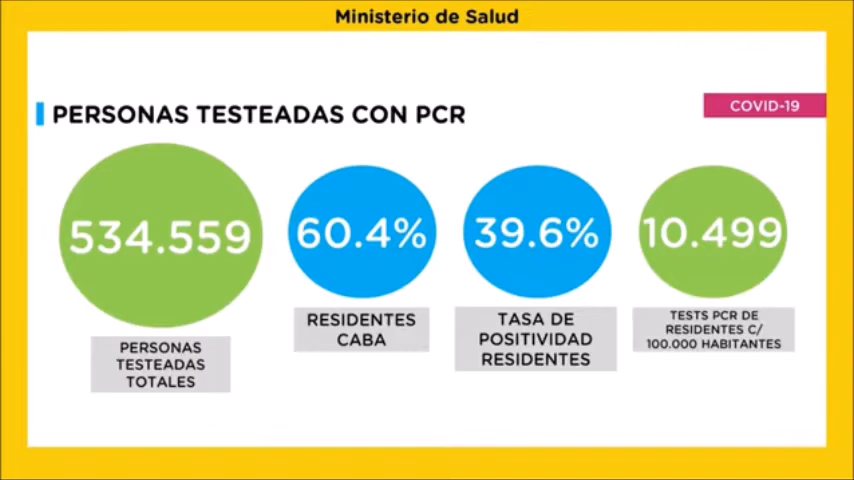 Ministerio de Salud
PERSONAS TESTEADAS CON PCR
COVID-19
534.559
60.4%
39.6%
10.499
PERSONAS
TESTEADAS
TOTALES
RESIDENTES
CABA
TASA DE
POSITIVIDAD
RESIDENTES
TESTS PCR DE
RESIDENTES C/
100.000 HABITANTES